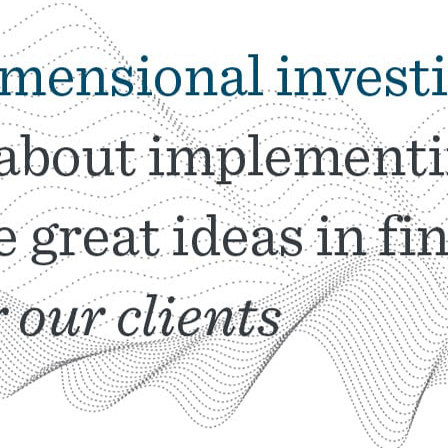 mensional investi
about implementi
e great ideas in fin
r our clients